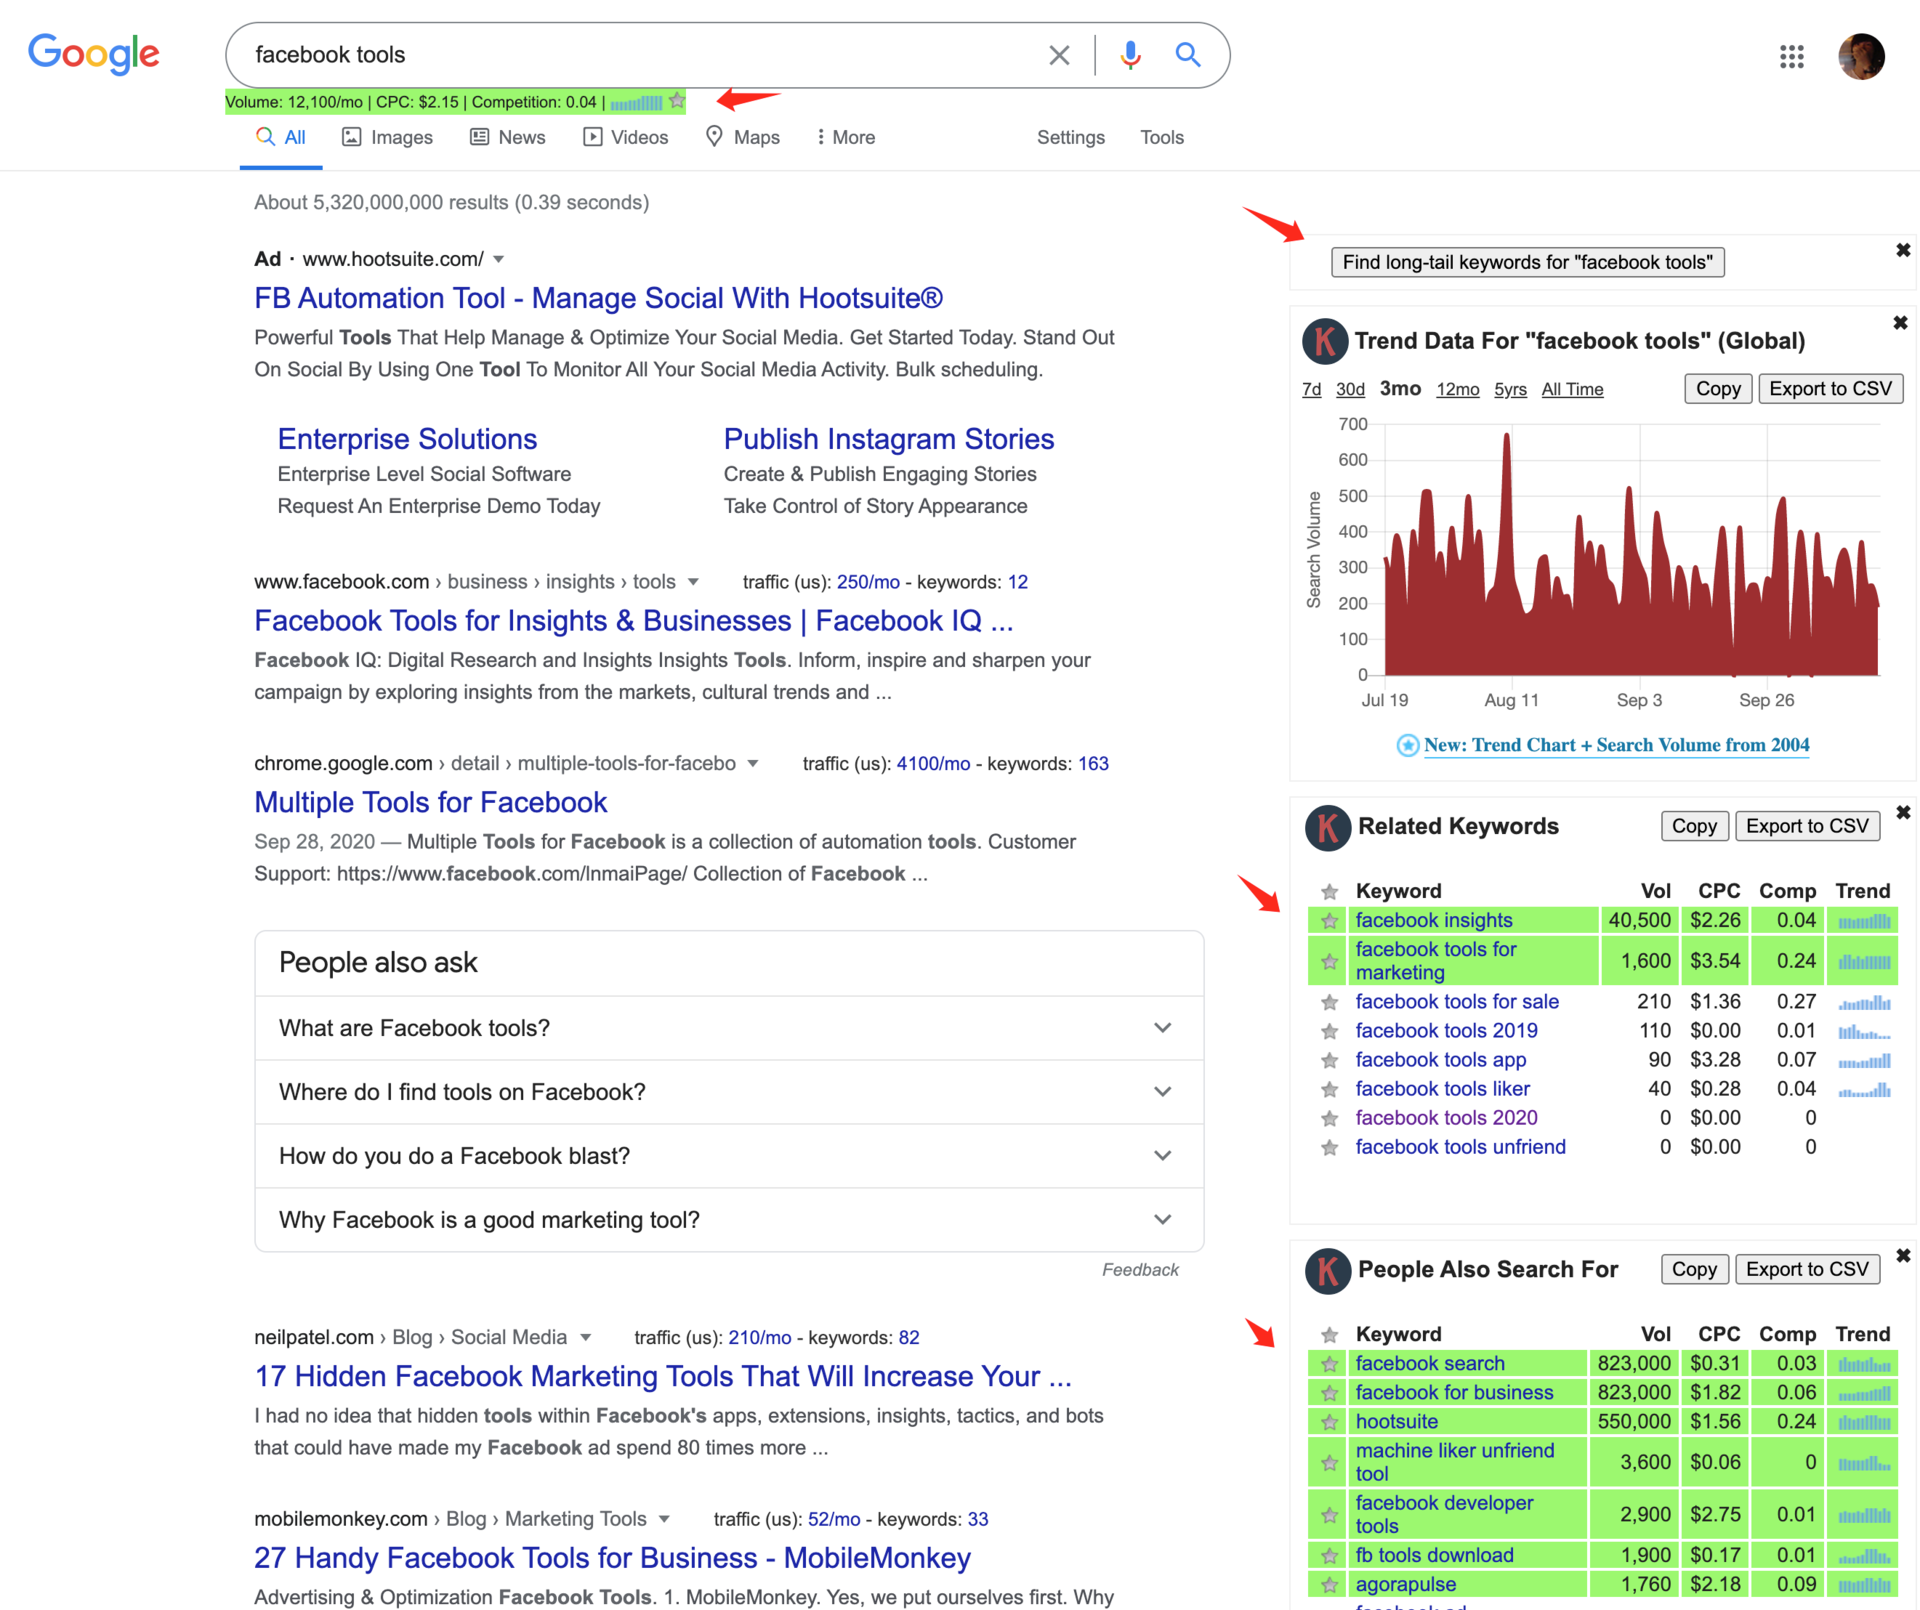 Google
facebook tools
Volume: 12,100/mo | CPC: $2.15 | Competition: 0.04 |
All
Images
News
Videos
Maps
More
Settings
Tools
About 5,320,000,000 results (0.39 seconds)
Ad · www.hootsuite.com/
FB Automation Tool - Manage Social With Hootsuite®
Powerful Tools That Help Manage & Optimize Your Social Media. Get Started Today. Stand Out
On Social By Using One Tool To Monitor All Your Social Media Activity. Bulk scheduling.
Enterprise Solutions
Enterprise Level Social Software
Request An Enterprise Demo Today
Publish Instagram Stories
Create & Publish Engaging Stories
Take Control of Story Appearance
www.facebook.com › business › insights › tools traffic (us): 250/mo - keywords: 12
Facebook Tools for Insights & Businesses | Facebook IQ ...
Facebook IQ: Digital Research and Insights Insights Tools. Inform, inspire and sharpen your
campaign by exploring insights from the markets, cultural trends and ...
chrome.google.com › detail › multiple-tools-for-facebo traffic (us): 4100/mo - keywords: 163
Multiple Tools for Facebook
Sep 28, 2020 — Multiple Tools for Facebook is a collection of automation tools. Customer
Support: https://www.facebook.com/InmaiPage/ Collection of Facebook ...
People also ask
What are Facebook tools?
Where do I find tools on Facebook?
How do you do a Facebook blast?
Why Facebook is a good marketing tool?
Feedback
neilpatel.com › Blog › Social Media traffic (us): 210/mo - keywords: 82
17 Hidden Facebook Marketing Tools That Will Increase Your ...
I had no idea that hidden tools within Facebook's apps, extensions, insights, tactics, and bots
that could have made my Facebook ad spend 80 times more ...
mobilemonkey.com › Blog › Marketing Tools traffic (us): 52/mo - keywords: 33
27 Handy Facebook Tools for Business - MobileMonkey
Advertising & Optimization Facebook Tools. 1. MobileMonkey. Yes, we put ourselves first. Why
Find long-tail keywords for "facebook tools"
K
Trend Data For "facebook tools" (Global)
7d 30d 3mo 12mo 5yrs All Time Copy Export to CSV
Search Volume
700
600
500
400
300
200
100
0
Jul 19 Aug 11 Sep 3 Sep 26
New: Trend Chart + Search Volume from 2004
K
Related Keywords Copy Export to CSV
Keyword Vol CPC Comp Trend
facebook insights 40,500 $2.26 0.04
facebook tools for
marketing 1,600 $3.54 0.24
facebook tools for sale 210 $1.36 0.27
facebook tools 2019 110 $0.00 0.01
facebook tools app 90 $3.28 0.07
facebook tools liker 40 $0.28 0.04
facebook tools 2020 0 $0.00 0
facebook tools unfriend 0 $0.00 0
K
People Also Search For Copy Export to CSV
Keyword Vol CPC Comp Trend
facebook search 823,000 $0.31 0.03
facebook for business 823,000 $1.82 0.06
hootsuite 550,000 $1.56 0.24
machine liker unfriend
tool 3,600 $0.06 0
facebook developer
tools 2,900 $2.75 0.01
fb tools download 1,900 $0.17 0.01
agorapulse 1,760 $2.18 0.09